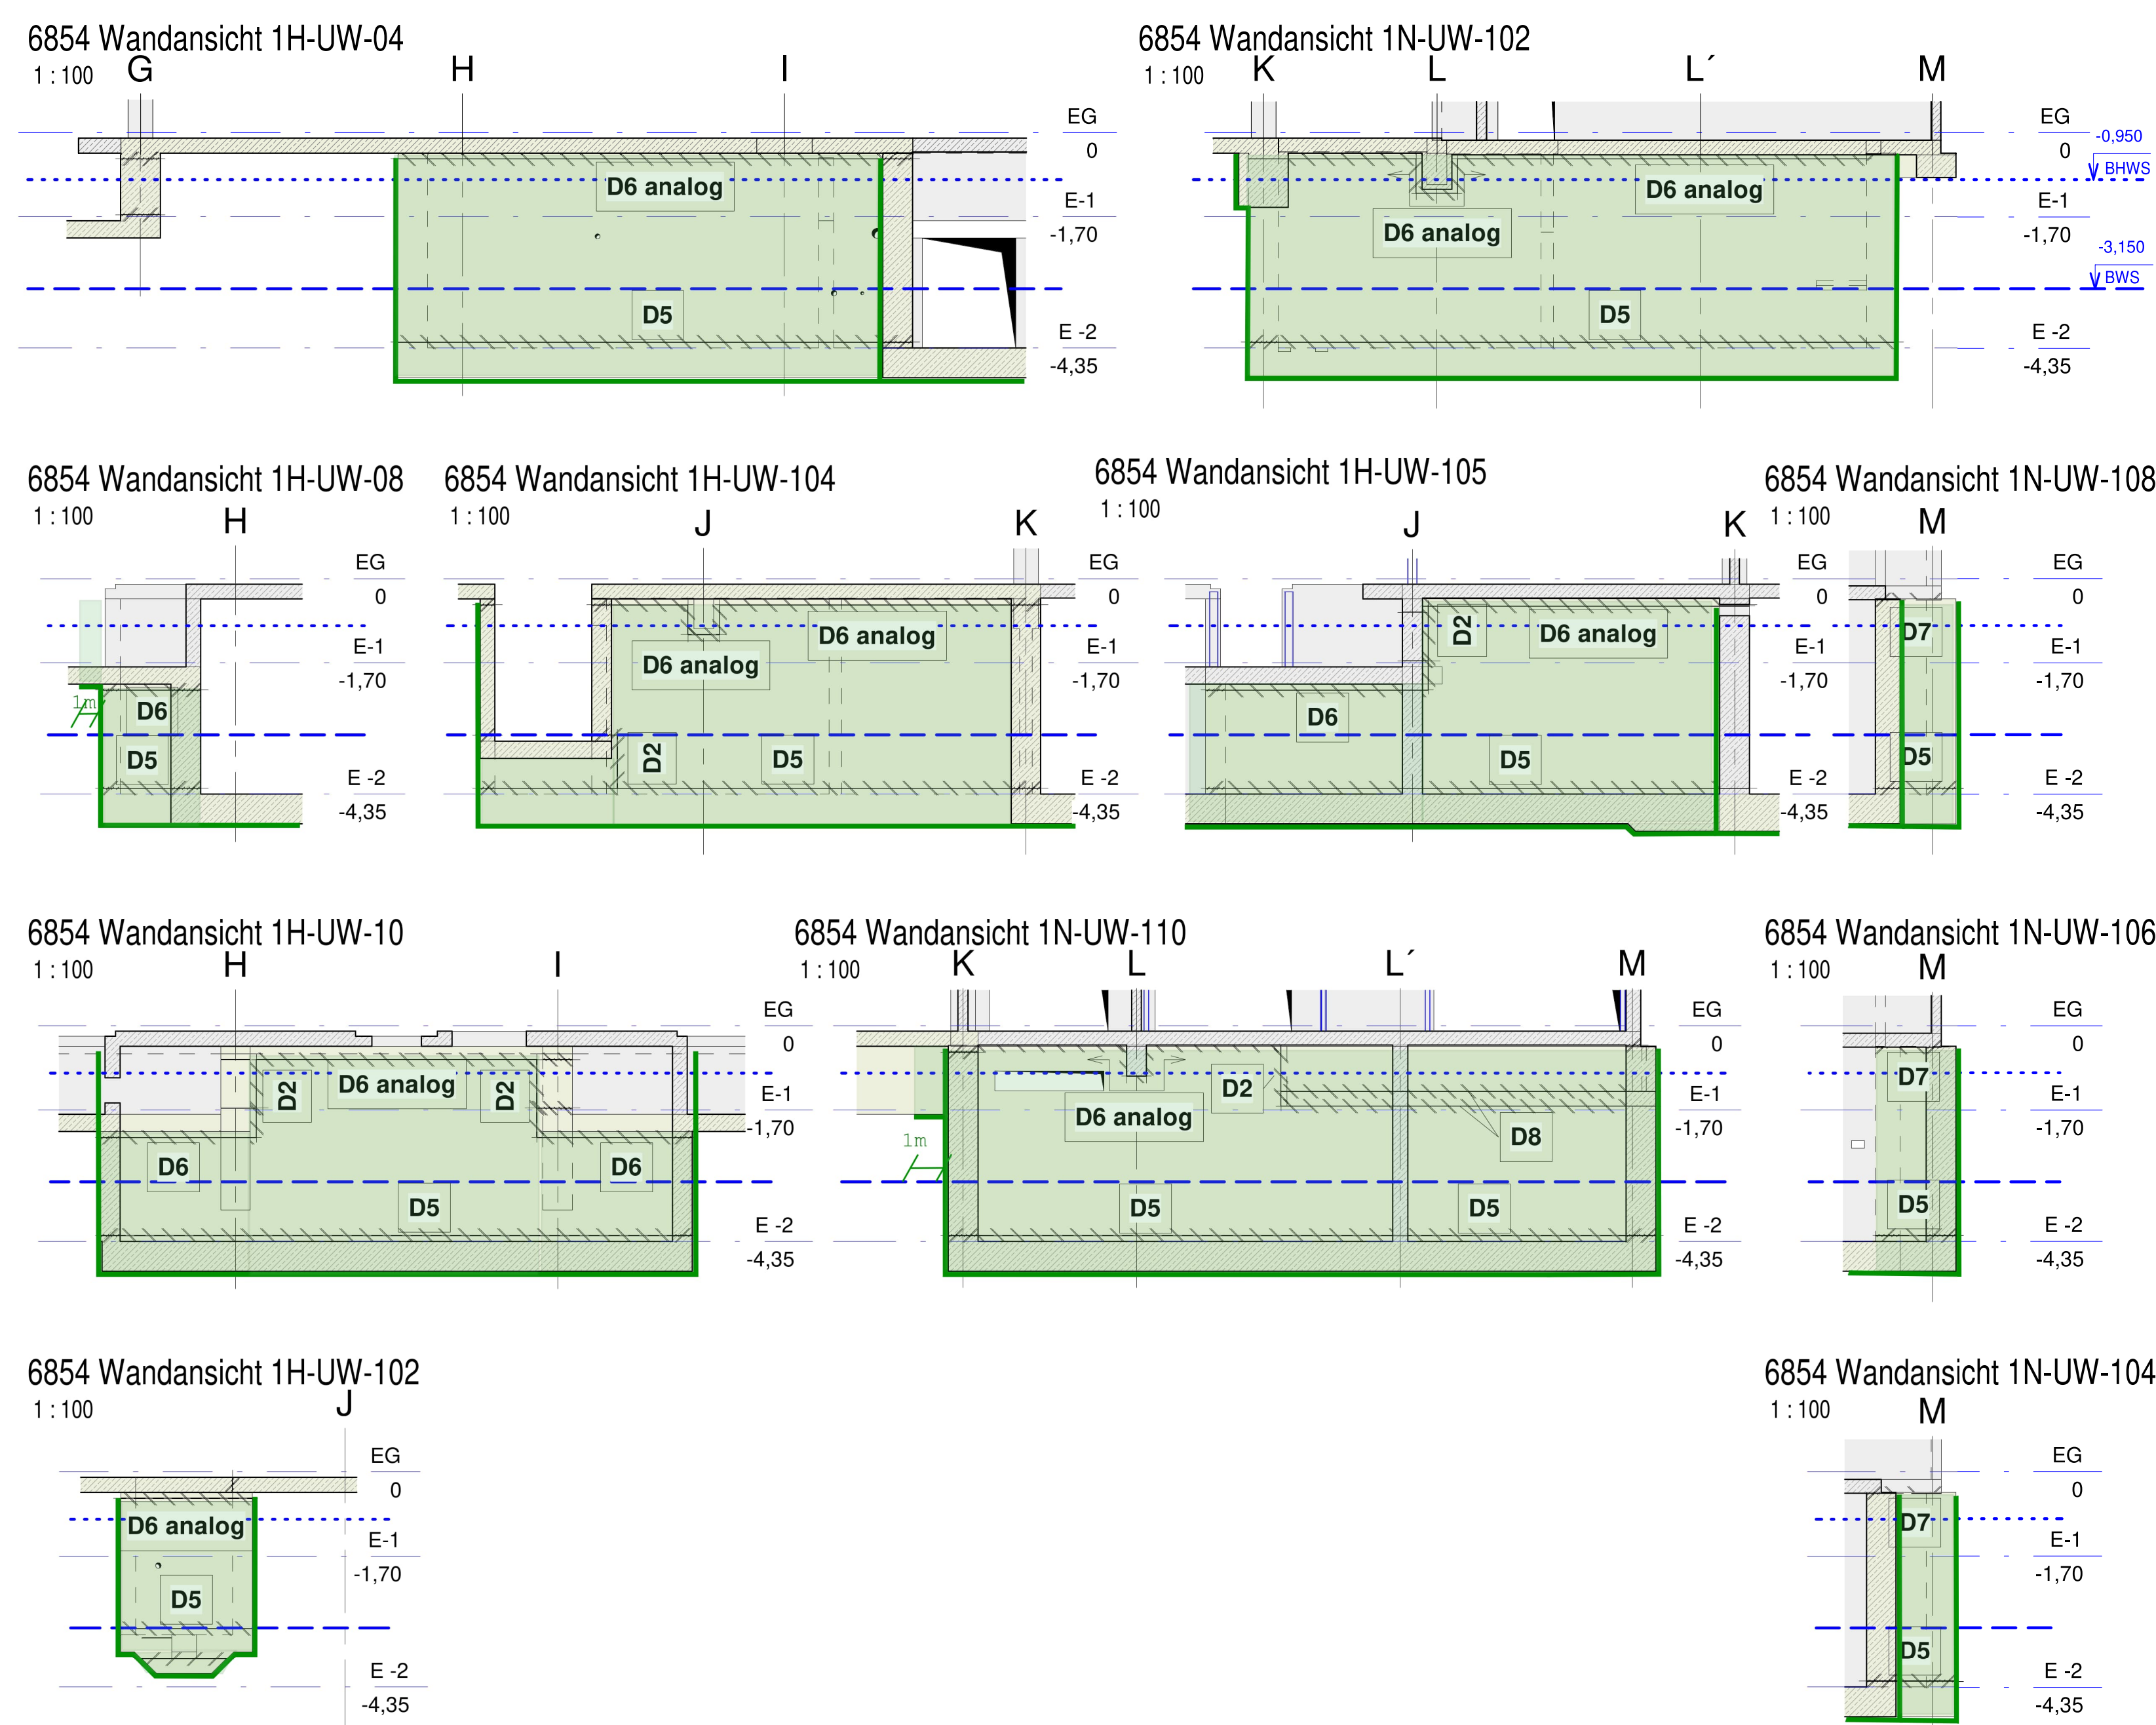 6854 Wandansicht 1H-UW-04
1 : 100
G
H
I
EG
0
E-1
-1,70
E -2
-4,35
D6 analog
D5
6854 Wandansicht 1N-UW-102
1 : 100
K
L
L´
M
EG
0
-0,950
BHWS
E-1
-1,70
-3,150
BWS
E -2
-4,35
D6 analog
D6 analog
D5
6854 Wandansicht 1H-UW-08
1 : 100
H
EG
0
E-1
-1,70
E -2
-4,35
1m
D6
D5
6854 Wandansicht 1H-UW-104
1 : 100
J
K
EG
0
E-1
-1,70
E -2
-4,35
D6 analog
D6 analog
D2
D5
6854 Wandansicht 1H-UW-105
1 : 100
J
K
EG
0
E-1
-1,70
E -2
-4,35
D2
D6 analog
D6
D5
6854 Wandansicht 1N-UW-108
1 : 100
M
EG
0
E-1
-1,70
E -2
-4,35
D7
D5
6854 Wandansicht 1H-UW-10
1 : 100
H
I
EG
0
E-1
-1,70
E -2
-4,35
D2
D6 analog
D2
D6
D6
D5
6854 Wandansicht 1N-UW-110
1 : 100
K
L
L´
M
EG
0
E-1
-1,70
E -2
-4,35
1m
D2
D6 analog
D8
D5
D5
6854 Wandansicht 1N-UW-106
1 : 100
M
EG
0
E-1
-1,70
E -2
-4,35
D7
D5
6854 Wandansicht 1H-UW-102
1 : 100
J
EG
0
E-1
-1,70
E -2
-4,35
D6 analog
D5
6854 Wandansicht 1N-UW-104
1 : 100
M
EG
0
E-1
-1,70
E -2
-4,35
D7
D5